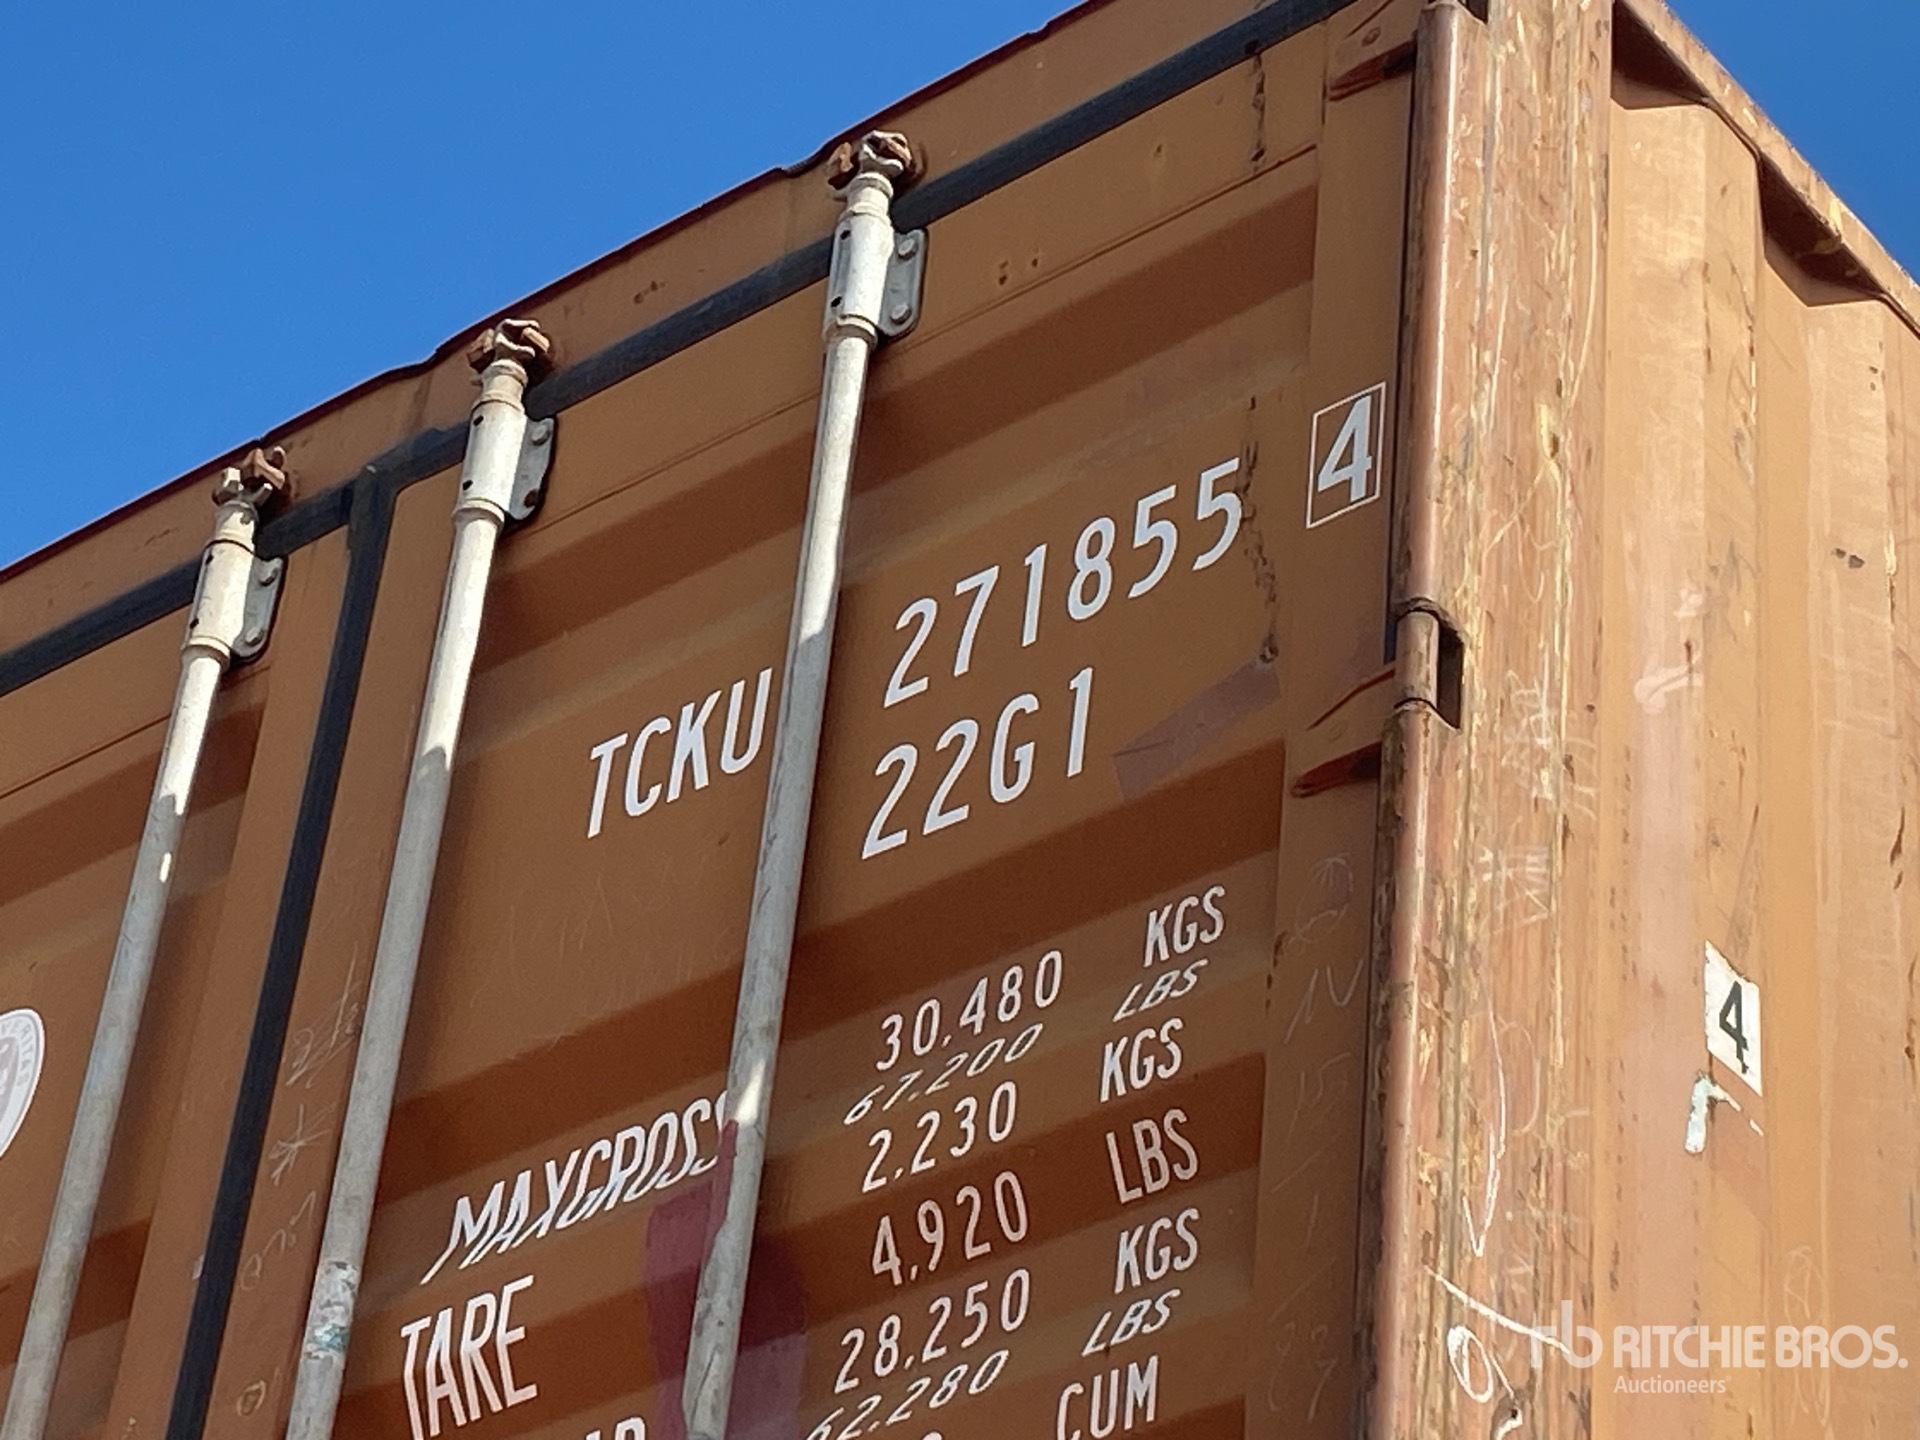 TCKU 271855 4
22G1
MAXGROSS 30.480 KGS
67.200 LBS
TARE 2.230 KGS
4.920 LBS
28.250 KGS
62.280 LBS
CUM
4
rb RITCHIE BROS.
Auctioneers